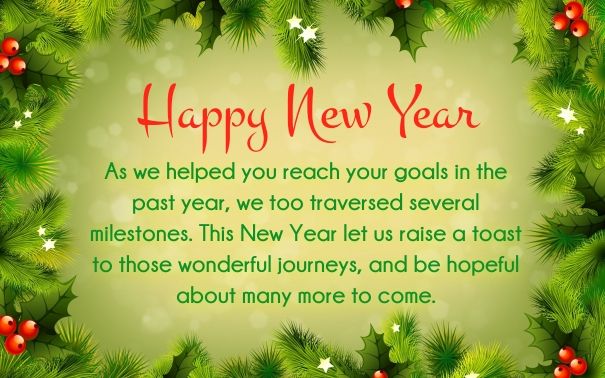 Happy New Year
As we helped you reach your goals in the
past year, we too traversed several
milestones. This New Year let us raise a toast
to those wonderful journeys, and be hopeful
about many more to come.